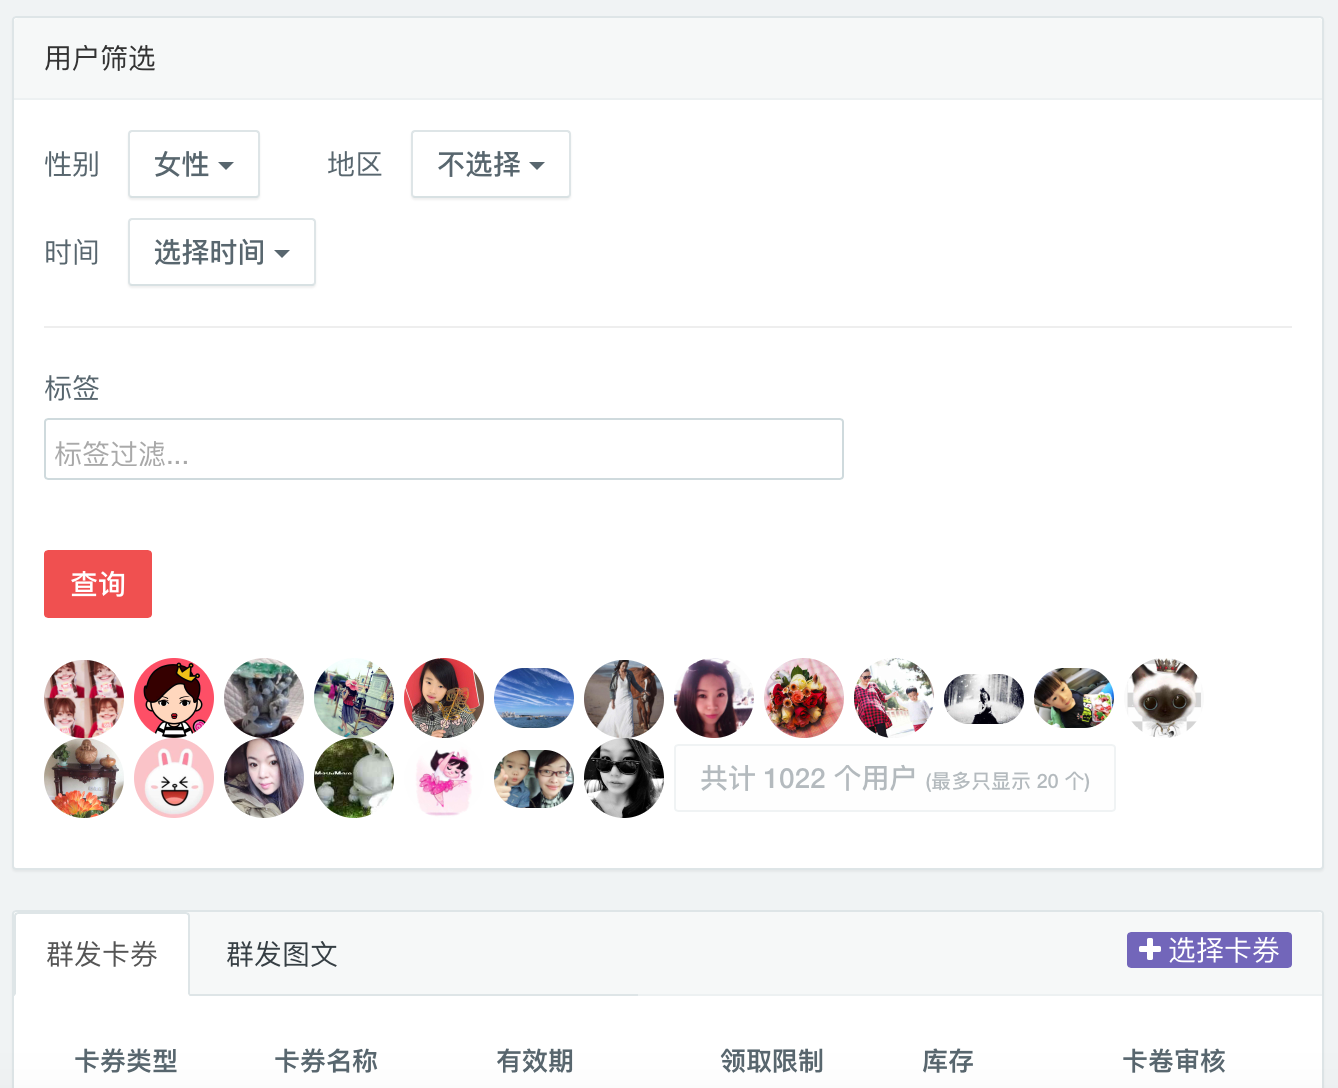 用户筛选
性别 女性 地区 不选择
时间 选择时间
标签
标签过滤...
查询
共计 1022 个用户 (最多只显示 20 个)
群发卡券 群发图文 选择卡券
卡券类型 卡券名称 有效期 领取限制 库存 卡卷审核